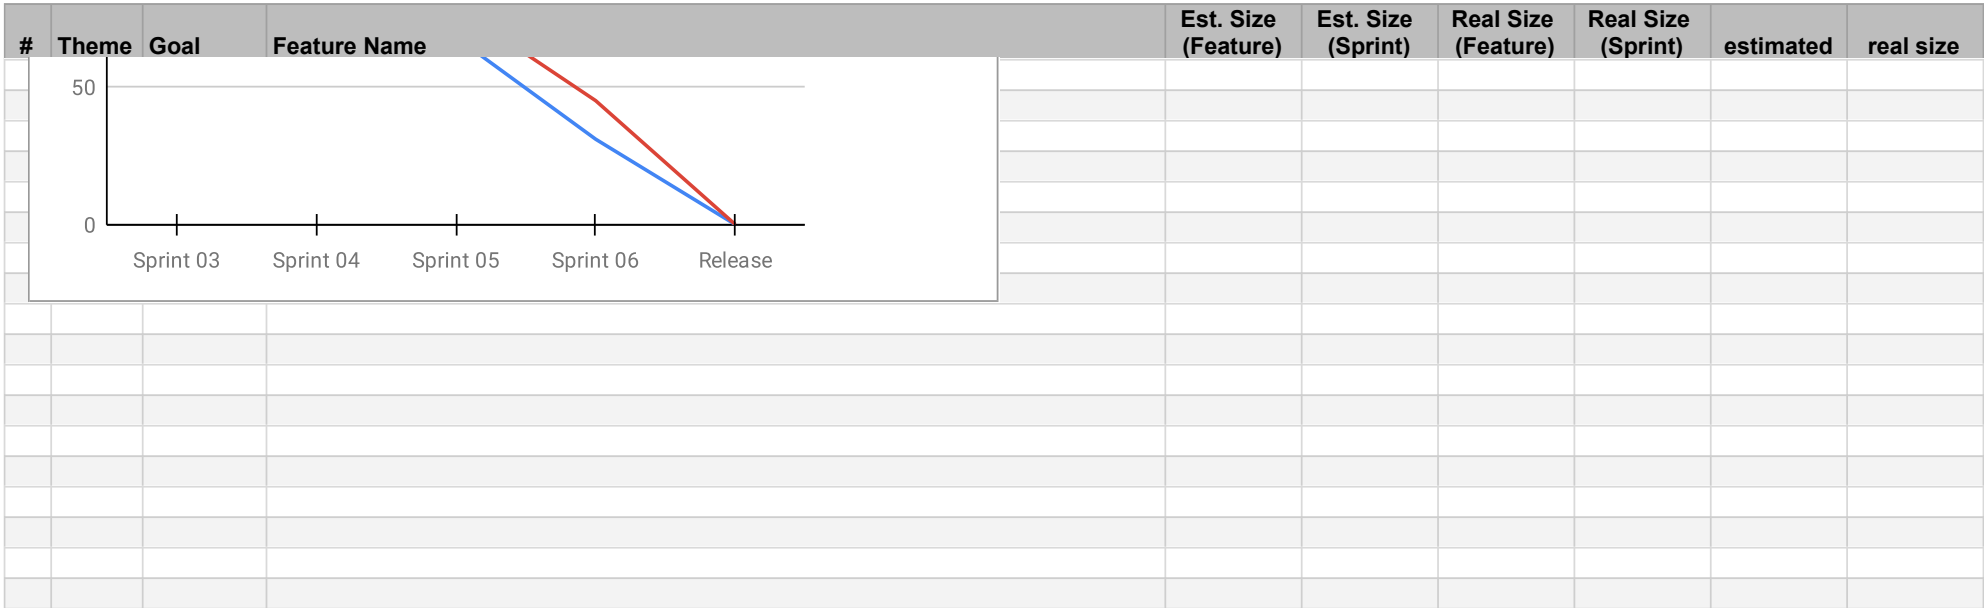 # Theme Goal Feature Name Est. Size (Feature) Est. Size (Sprint) Real Size (Feature) Real Size (Sprint) estimated real size
50
0
Sprint 03 Sprint 04 Sprint 05 Sprint 06 Release